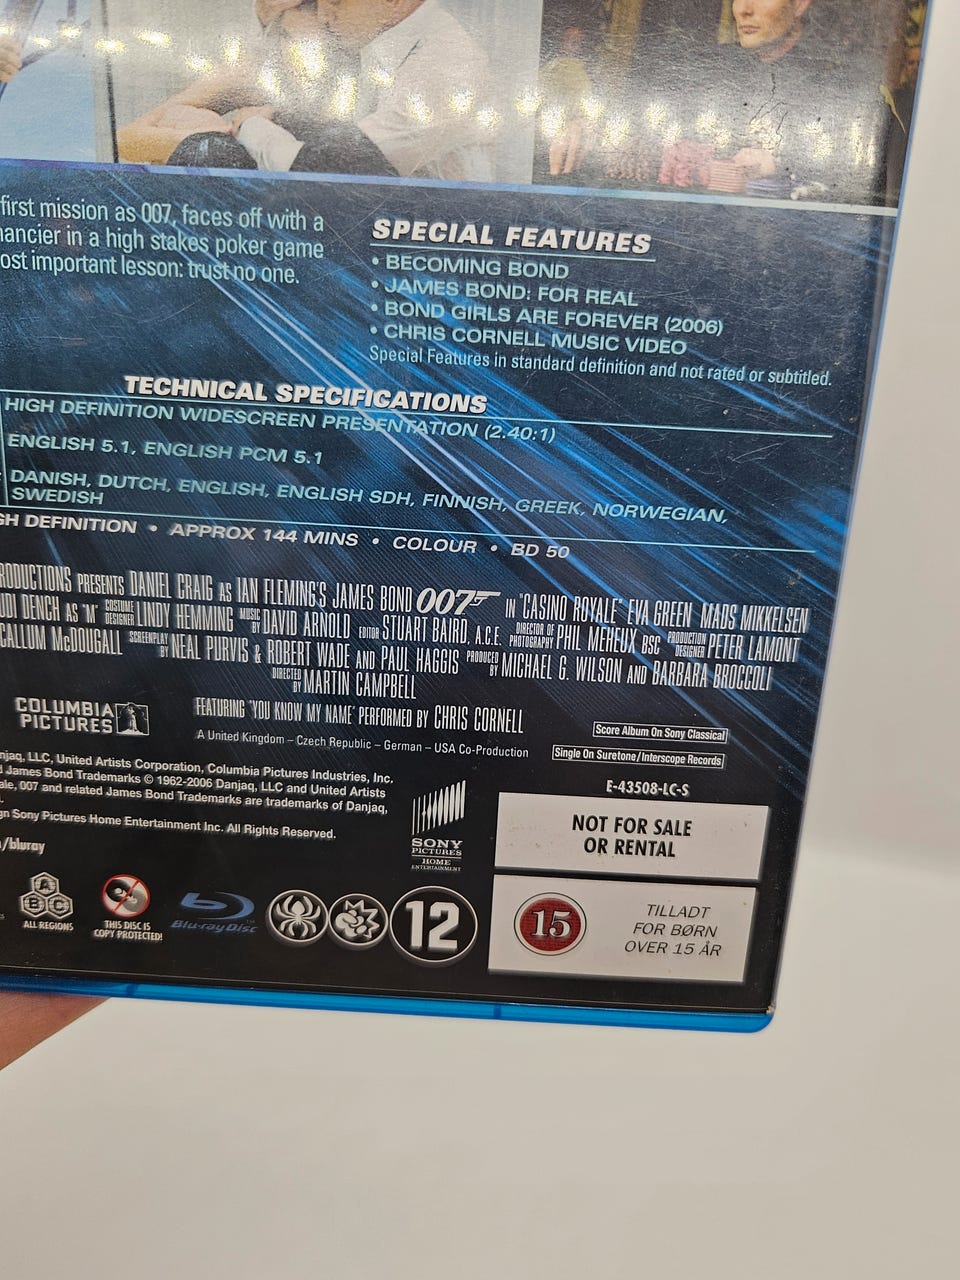 first mission as 007, faces off with a
in a high stakes poker game
important lesson: trust no one.
SPECIAL FEATURES
• BECOMING BOND
• JAMES BOND: FOR REAL
• BOND GIRLS ARE FOREVER (2006)
• CHRIS CORNELL MUSIC VIDEO
Special Features in standard definition and not rated or subtitled.
TECHNICAL SPECIFICATIONS
HIGH DEFINITION WIDESCREEN PRESENTATION (2.40:1)
ENGLISH 5.1, ENGLISH PCM 5.1
DANISH, DUTCH, ENGLISH, ENGLISH SDH, FINNISH, GREEK, NORWEGIAN,
SWEDISH
DEFINITION • APPROX 144 MINS • COLOUR • BD 50
PRESENTS DANIEL CRAIG AS IAN FLEMING'S JAMES BOND 007 IN "CASINO ROYALE" EVA GREEN MADS MIKKELSEN
DENCH AS 'M' COSTUME DESIGNER LINDY HEMMING MUSIC BY DAVID ARNOLD EDITOR STUART BAIRD, A.C.E. DIRECTOR OF PHOTOGRAPHY PHIL MEHEUX BSC PRODUCTION DESIGNER PETER LAMONT
CALLUM McDOUGALL SCREENPLAY BY NEAL PURVIS & ROBERT WADE AND PAUL HAGGIS PRODUCED BY MICHAEL G. WILSON AND BARBARA BROCCOLI
DIRECTED BY MARTIN CAMPBELL
COLUMBIA
PICTURES
FEATURING 'YOU KNOW MY NAME' PERFORMED BY CHRIS CORNELL
A United Kingdom – Czech Republic – German – USA Co-Production
Score Album On Sony Classical
Single On Suretone/Interscope Records
LLC, United Artists Corporation, Columbia Pictures Industries, Inc.
James Bond Trademarks © 1962-2006 Danjaq, LLC and United Artists
007 and related James Bond Trademarks are trademarks of Danjaq,
Sony Pictures Home Entertainment Inc. All Rights Reserved.
/bluray
SONY
PICTURES
HOME
ENTERTAINMENT
E-43508-LC-S
NOT FOR SALE
OR RENTAL
A
B C
ALL REGIONS
THIS DISC IS
COPY PROTECTED!
Blu-ray Disc
TM
12
15
TILLADT
FOR BØRN
OVER 15 ÅR